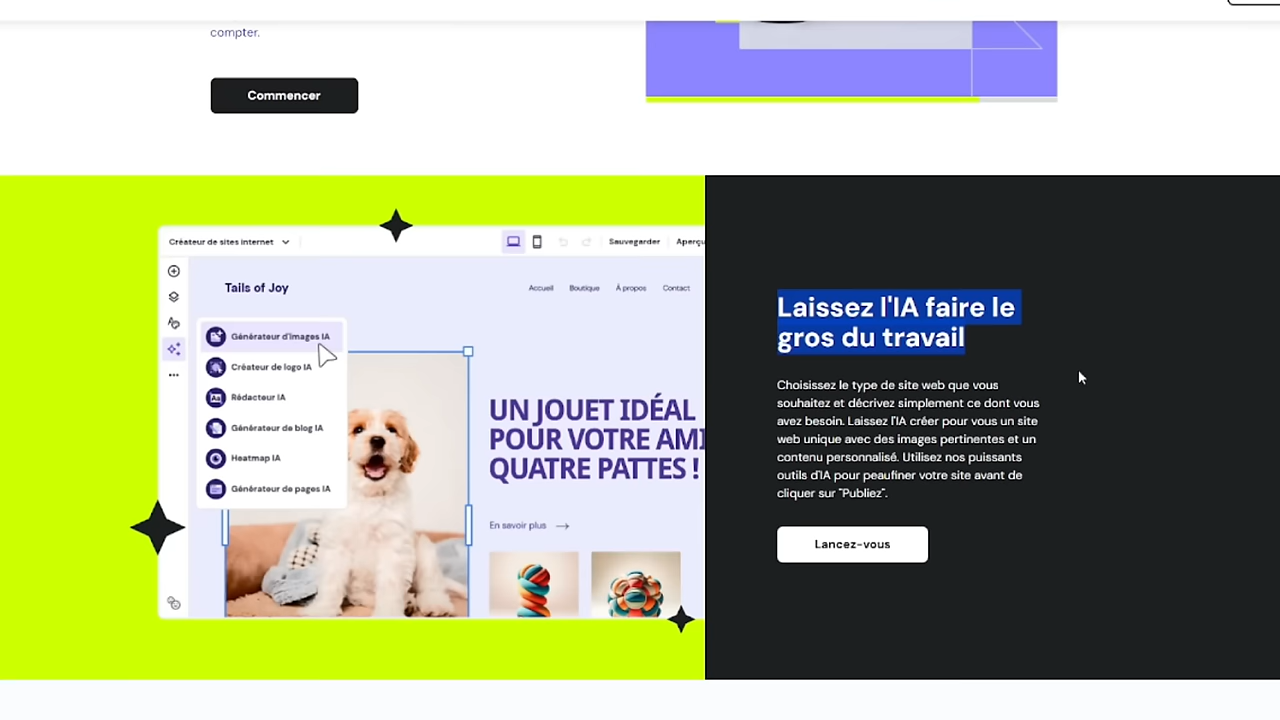 compter.
Commencer
Créateur de sites internet
Sauvegarder
Aperçu
Tails of Joy
Accueil
Boutique
À propos
Contact
Générateur d'images IA
Créateur de logo IA
Rédacteur IA
Générateur de blog IA
Heatmap IA
Générateur de pages IA
UN JOUET IDÉAL
POUR VOTRE AMI
QUATRE PATTES !
En savoir plus
Laissez l'IA faire le
gros du travail
Choisissez le type de site web que vous
souhaitez et décrivez simplement ce dont vous
avez besoin. Laissez l'IA créer pour vous un site
web unique avec des images pertinentes et un
contenu personnalisé. Utilisez nos puissants
outils d'IA pour peaufiner votre site avant de
cliquer sur "Publiez".
Lancez-vous